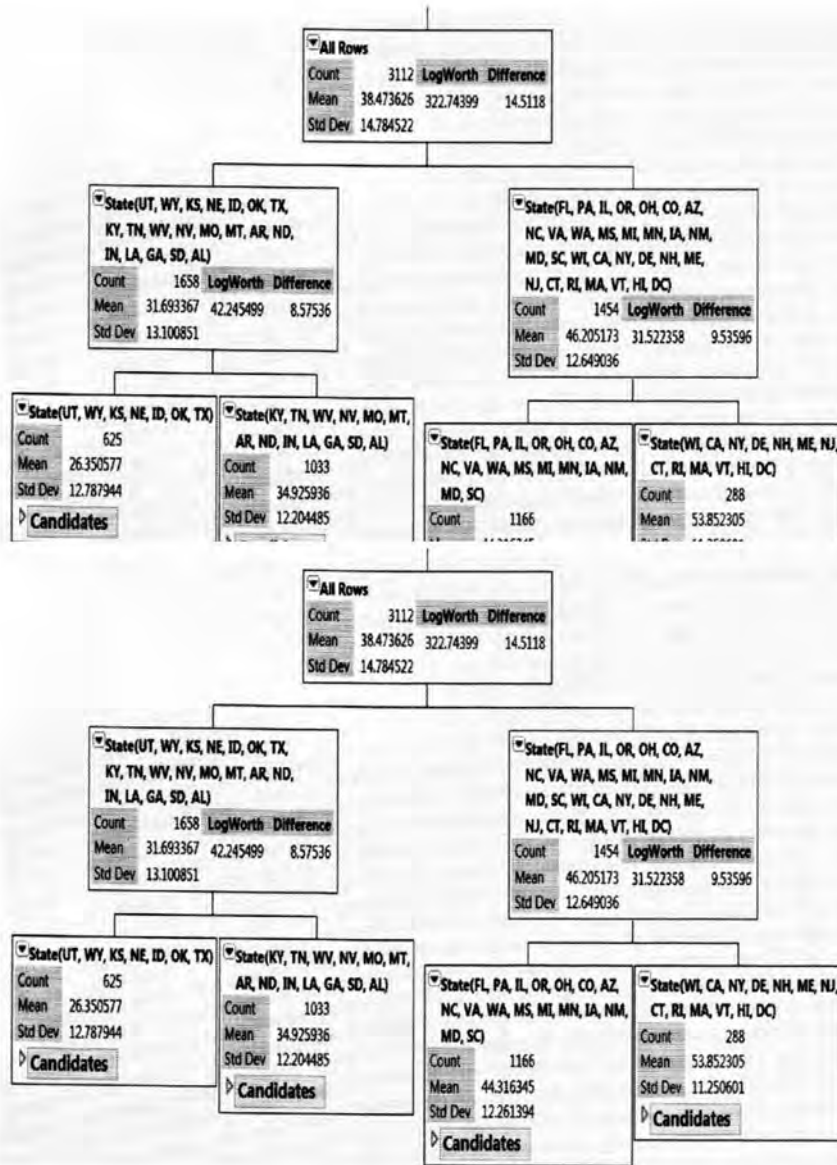 All Rows
Count 3112 LogWorth Difference
Mean 38.473626 322.74399 14.5118
Std Dev 14.784522
State(UT, WY, KS, NE, ID, OK, TX,
KY, TN, WV, NV, MO, MT, AR, ND,
IN, LA, GA, SD, AL)
Count 1658 LogWorth Difference
Mean 31.693367 42.245499 8.57536
Std Dev 13.100851
State(FL, PA, IL, OR, OH, CO, AZ,
NC, VA, WA, MS, MI, MN, IA, NM,
MD, SC, WI, CA, NY, DE, NH, ME,
NJ, CT, RI, MA, VT, HI, DC)
Count 1454 LogWorth Difference
Mean 46.205173 31.522358 9.53596
Std Dev 12.649036
State(UT, WY, KS, NE, ID, OK, TX)
Count 625
Mean 26.350577
Std Dev 12.787944
Candidates
State(KY, TN, WV, NV, MO, MT,
AR, ND, IN, LA, GA, SD, AL)
Count 1033
Mean 34.925936
Std Dev 12.204485
State(FL, PA, IL, OR, OH, CO, AZ,
NC, VA, WA, MS, MI, MN, IA, NM,
MD, SC)
Count 1166
State(WI, CA, NY, DE, NH, ME, NJ,
CT, RI, MA, VT, HI, DC)
Count 288
Mean 53.852305
All Rows
Count 3112 LogWorth Difference
Mean 38.473626 322.74399 14.5118
Std Dev 14.784522
State(UT, WY, KS, NE, ID, OK, TX,
KY, TN, WV, NV, MO, MT, AR, ND,
IN, LA, GA, SD, AL)
Count 1658 LogWorth Difference
Mean 31.693367 42.245499 8.57536
Std Dev 13.100851
State(FL, PA, IL, OR, OH, CO, AZ,
NC, VA, WA, MS, MI, MN, IA, NM,
MD, SC, WI, CA, NY, DE, NH, ME,
NJ, CT, RI, MA, VT, HI, DC)
Count 1454 LogWorth Difference
Mean 46.205173 31.522358 9.53596
Std Dev 12.649036
State(UT, WY, KS, NE, ID, OK, TX)
Count 625
Mean 26.350577
Std Dev 12.787944
Candidates
State(KY, TN, WV, NV, MO, MT,
AR, ND, IN, LA, GA, SD, AL)
Count 1033
Mean 34.925936
Std Dev 12.204485
Candidates
State(FL, PA, IL, OR, OH, CO, AZ,
NC, VA, WA, MS, MI, MN, IA, NM,
MD, SC)
Count 1166
Mean 44.316345
Std Dev 12.261394
Candidates
State(WI, CA, NY, DE, NH, ME, NJ,
CT, RI, MA, VT, HI, DC)
Count 288
Mean 53.852305
Std Dev 11.250601
Candidates